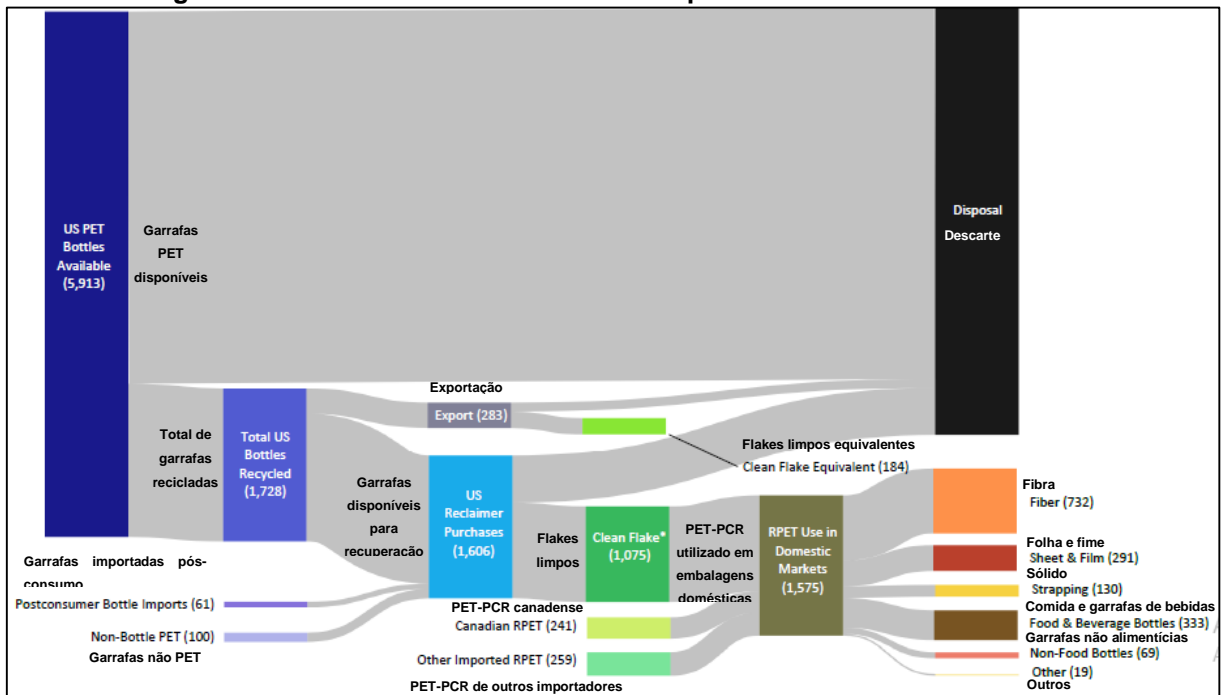 US PET
Bottles
Available
(5,913)
Garrafas
PET
disponíveis
Disposal
Descarte
Exportação
Export (283)
Total de
garrafas
recicladas
Total US
Bottles
Recycled
(1,728)
Flakes limpos equivalentes
Clean Flake Equivalent (184)
Garrafas
disponíveis
para
recuperação
US
Reclaimer
Purchases
(1,606)
Flakes
limpos
Clean Flake*
(1,075)
PET-PCR
utilizado em
embalagens
domésticas
RPET Use in
Domestic
Markets
(1,575)
Fibra
Fiber (732)
Folha e fime
Sheet & Film (291)
Sólido
Strapping (130)
Comida e garrafas de bebidas
Food & Beverage Bottles (333)
Garrafas não alimentícias
Non-Food Bottles (69)
Other (19)
Outros
Garrafas importadas pós-
consumo
Postconsumer Bottle Imports (61)
Non-Bottle PET (100)
Garrafas não PET
PET-PCR canadense
Canadian RPET (241)
Other Imported RPET (259)
PET-PCR de outros importadores